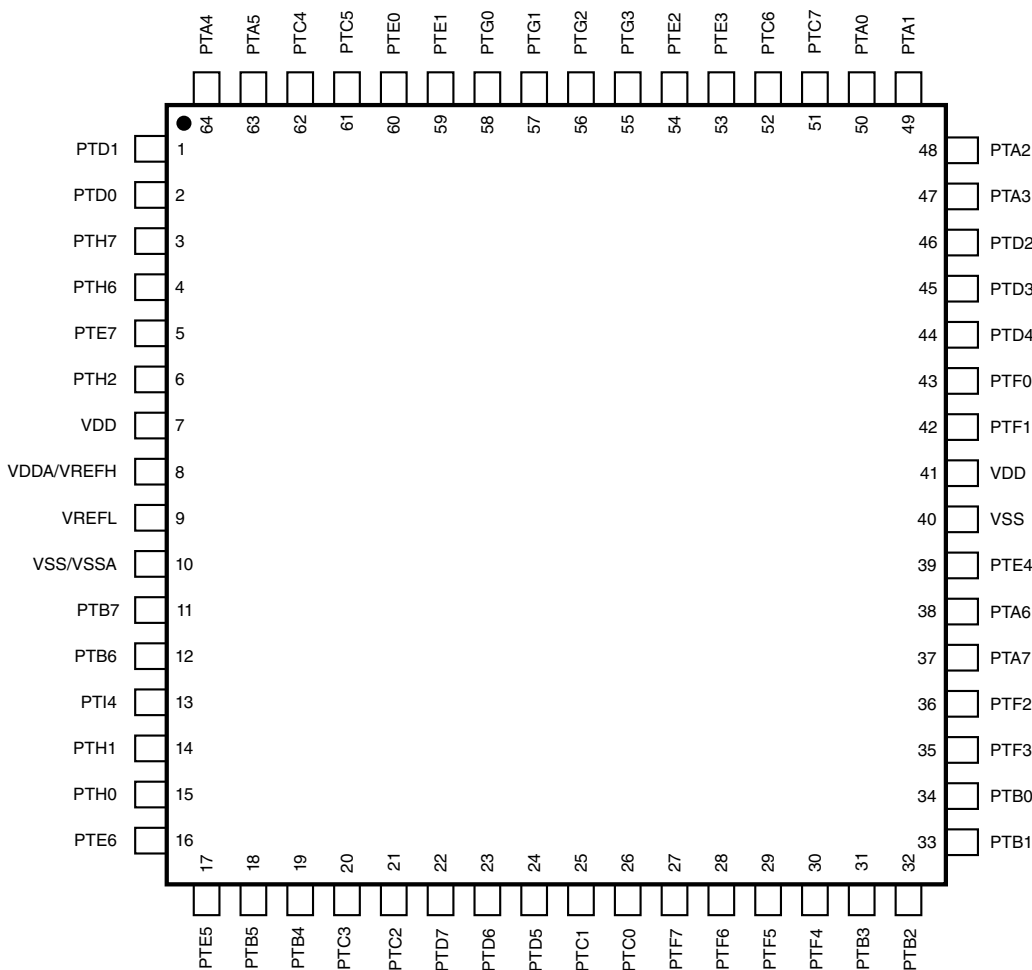 PTA4 PTA5 PTC4 PTC5 PTE0 PTE1 PTG0 PTG1 PTG2 PTG3 PTE2 PTE3 PTC6 PTC7 PTA0 PTA1
64 63 62 61 60 59 58 57 56 55 54 53 52 51 50 49
PTD1 1 48 PTA2
PTD0 2 47 PTA3
PTH7 3 46 PTD2
PTH6 4 45 PTD3
PTE7 5 44 PTD4
PTH2 6 43 PTF0
VDD 7 42 PTF1
VDDA/VREFH 8 41 VDD
VREFL 9 40 VSS
VSS/VSSA 10 39 PTE4
PTB7 11 38 PTA6
PTB6 12 37 PTA7
PTI4 13 36 PTF2
PTH1 14 35 PTF3
PTH0 15 34 PTB0
PTE6 16 33 PTB1
17 18 19 20 21 22 23 24 25 26 27 28 29 30 31 32
PTE5 PTB5 PTB4 PTC3 PTC2 PTD7 PTD6 PTD5 PTC1 PTC0 PTF7 PTF6 PTF5 PTF4 PTB3 PTB2